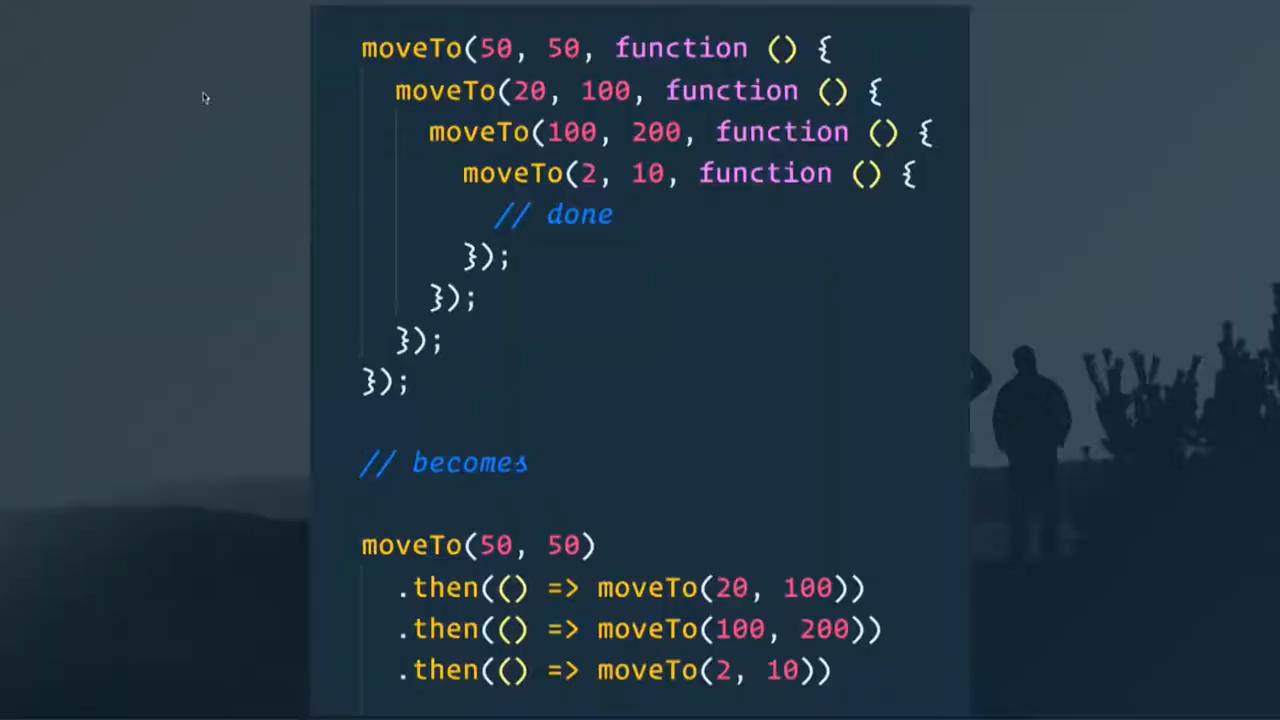 moveTo(50, 50, function () {
moveTo(20, 100, function () {
moveTo(100, 200, function () {
moveTo(2, 10, function () {
// done
});
});
});
});
// becomes
moveTo(50, 50)
.then(() => moveTo(20, 100))
.then(() => moveTo(100, 200))
.then(() => moveTo(2, 10))